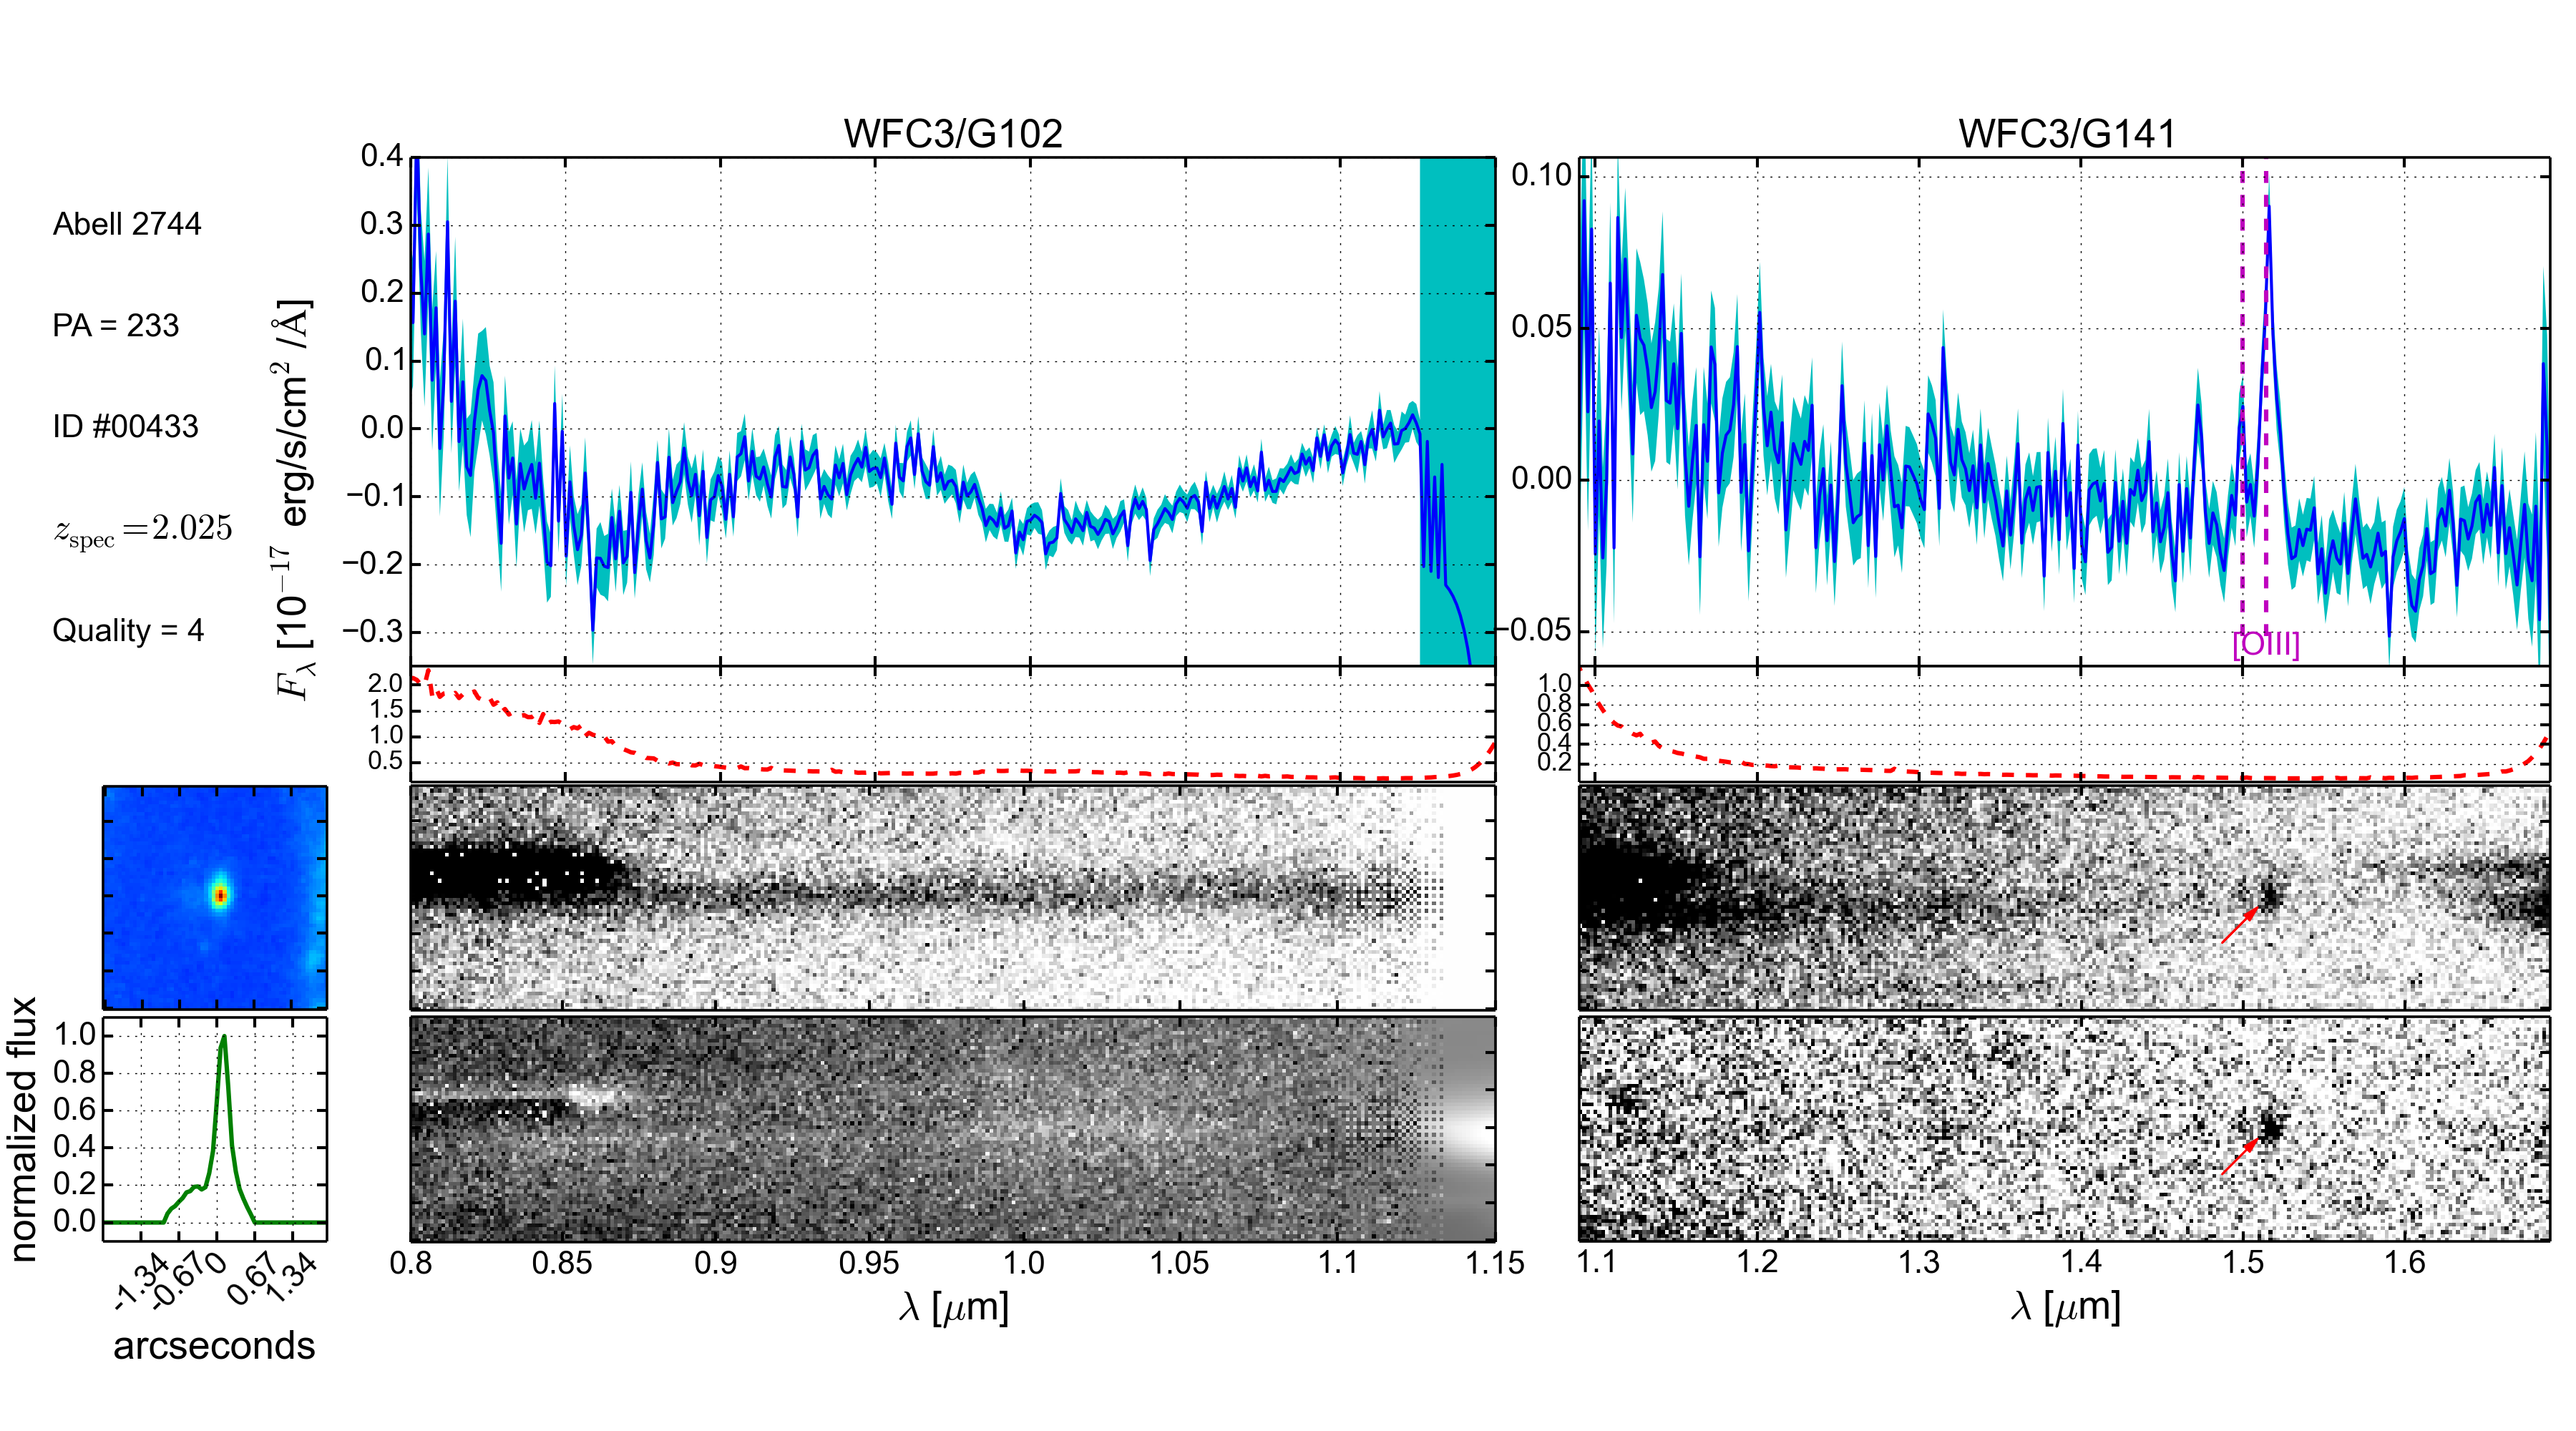 WFC3/G102
WFC3/G141
Abell 2744
PA = 233
ID #00433
z_spec = 2.025
Quality = 4
F_λ [10^−17 erg/s/cm^2 /Å]
0.4
0.3
0.2
0.1
0.0
−0.1
−0.2
−0.3
2.0
1.5
1.0
0.5
0.10
0.05
0.00
−0.05
[OIII]
1.0
0.8
0.6
0.4
0.2
normalized flux
1.0
0.8
0.6
0.4
0.2
0.0
-1.34 -0.67 0 0.67 1.34
arcseconds
0.8 0.85 0.9 0.95 1.0 1.05 1.1 1.15
λ [μm]
1.1 1.2 1.3 1.4 1.5 1.6
λ [μm]